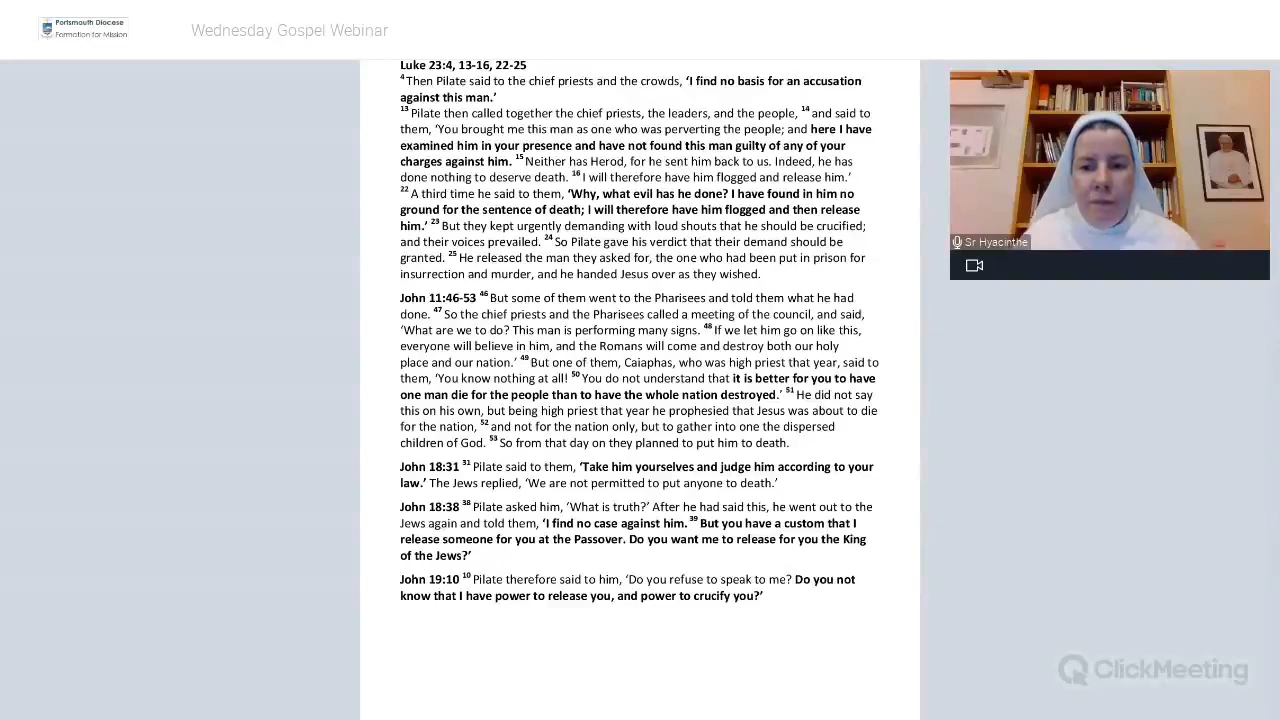 Portsmouth Diocese
Formation for Mission
Wednesday Gospel Webinar
Luke 23:4, 13-16, 22-25
4 Then Pilate said to the chief priests and the crowds, ‘I find no basis for an accusation
against this man.’
13 Pilate then called together the chief priests, the leaders, and the people, 14 and said to
them, ‘You brought me this man as one who was perverting the people; and here I have
examined him in your presence and have not found this man guilty of any of your
charges against him. 15 Neither has Herod, for he sent him back to us. Indeed, he has
done nothing to deserve death. 16 I will therefore have him flogged and release him.’
22 A third time he said to them, ‘Why, what evil has he done? I have found in him no
ground for the sentence of death; I will therefore have him flogged and then release
him.’ 23 But they kept urgently demanding with loud shouts that he should be crucified;
and their voices prevailed. 24 So Pilate gave his verdict that their demand should be
granted. 25 He released the man they asked for, the one who had been put in prison for
insurrection and murder, and he handed Jesus over as they wished.
John 11:46-53 46 But some of them went to the Pharisees and told them what he had
done. 47 So the chief priests and the Pharisees called a meeting of the council, and said,
‘What are we to do? This man is performing many signs. 48 If we let him go on like this,
everyone will believe in him, and the Romans will come and destroy both our holy
place and our nation.’ 49 But one of them, Caiaphas, who was high priest that year, said to
them, ‘You know nothing at all! 50 You do not understand that it is better for you to have
one man die for the people than to have the whole nation destroyed.’ 51 He did not say
this on his own, but being high priest that year he prophesied that Jesus was about to die
for the nation, 52 and not for the nation only, but to gather into one the dispersed
children of God. 53 So from that day on they planned to put him to death.
John 18:31 31 Pilate said to them, ‘Take him yourselves and judge him according to your
law.’ The Jews replied, ‘We are not permitted to put anyone to death.’
John 18:38 38 Pilate asked him, ‘What is truth?’ After he had said this, he went out to the
Jews again and told them, ‘I find no case against him. 39 But you have a custom that I
release someone for you at the Passover. Do you want me to release for you the King
of the Jews?’
John 19:10 10 Pilate therefore said to him, ‘Do you refuse to speak to me? Do you not
know that I have power to release you, and power to crucify you?’
Sr Hyacinthe
ClickMeeting